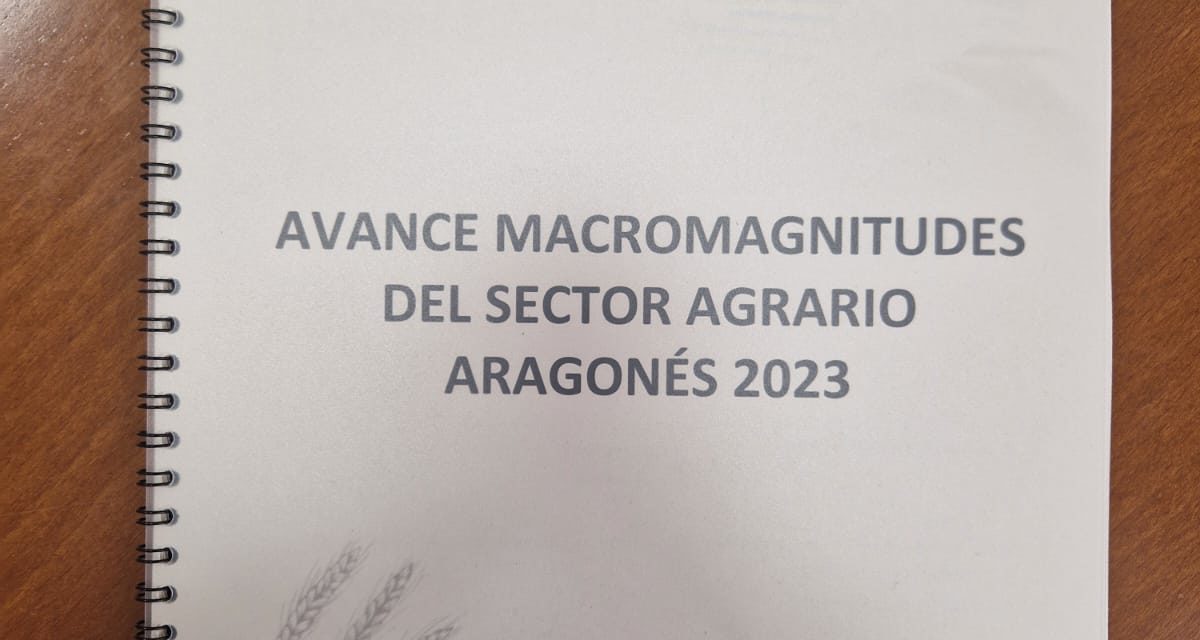 AVANCE MACROMAGNITUDES
DEL SECTOR AGRARIO
ARAGONÉS 2023